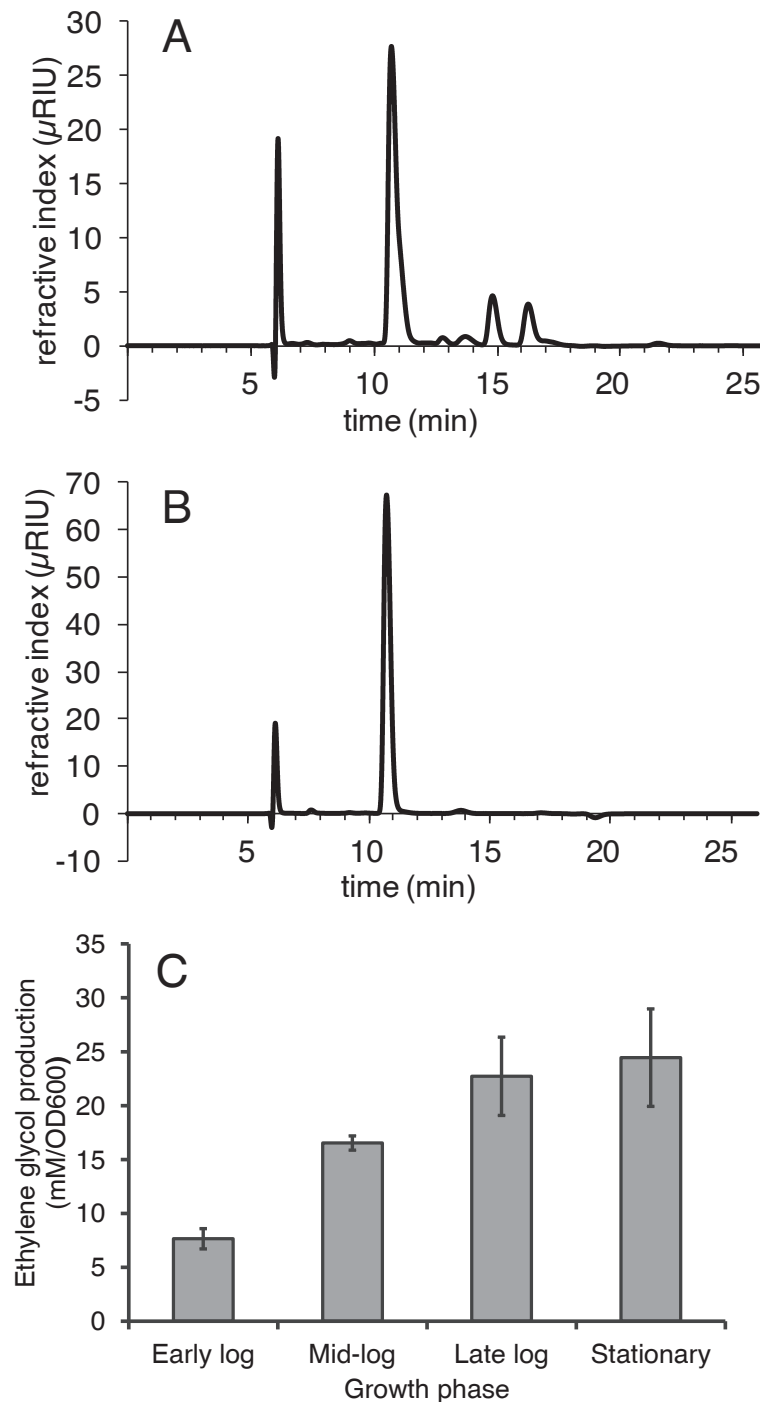 A
refractive index (µRIU)
30
25
20
15
10
5
0
-5
5 10 15 20 25
time (min)
B
refractive index (µRIU)
70
60
50
40
30
20
10
0
-10
5 10 15 20 25
time (min)
C
Ethylene glycol production
(mM/OD600)
35
30
25
20
15
10
5
0
Early log Mid-log Late log Stationary
Growth phase